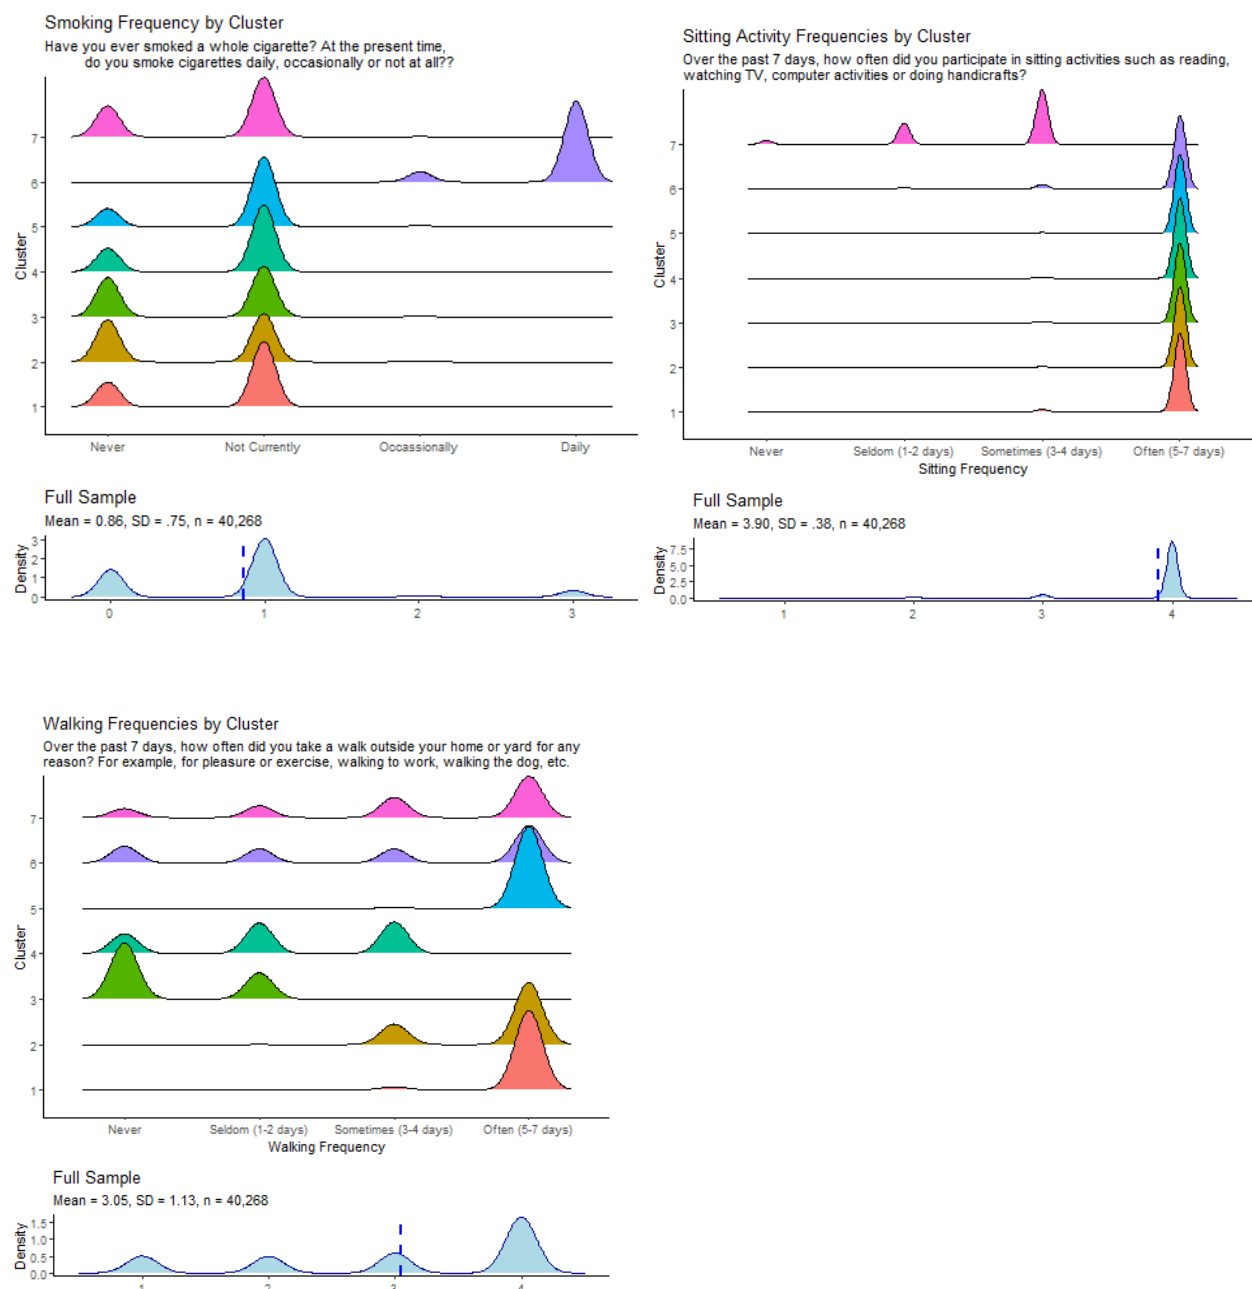 Smoking Frequency by Cluster
Have you ever smoked a whole cigarette? At the present time,
do you smoke cigarettes daily, occasionally or not at all??
Cluster
7
6
5
4
3
2
1
Never Not Currently Occassionally Daily
Full Sample
Mean = 0.86, SD = .75, n = 40,268
Density
3
2
1
0
0 1 2 3
Sitting Activity Frequencies by Cluster
Over the past 7 days, how often did you participate in sitting activities such as reading,
watching TV, computer activities or doing handicrafts?
Cluster
7
6
5
4
3
2
1
Never Seldom (1-2 days) Sometimes (3-4 days) Often (5-7 days)
Sitting Frequency
Full Sample
Mean = 3.90, SD = .38, n = 40,268
Density
7.5
5.0
2.5
0.0
1 2 3 4
Walking Frequencies by Cluster
Over the past 7 days, how often did you take a walk outside your home or yard for any
reason? For example, for pleasure or exercise, walking to work, walking the dog, etc.
Cluster
7
6
5
4
3
2
1
Never Seldom (1-2 days) Sometimes (3-4 days) Often (5-7 days)
Walking Frequency
Full Sample
Mean = 3.05, SD = 1.13, n = 40,268
Density
1.5
1.0
0.5
0.0
1 2 3 4